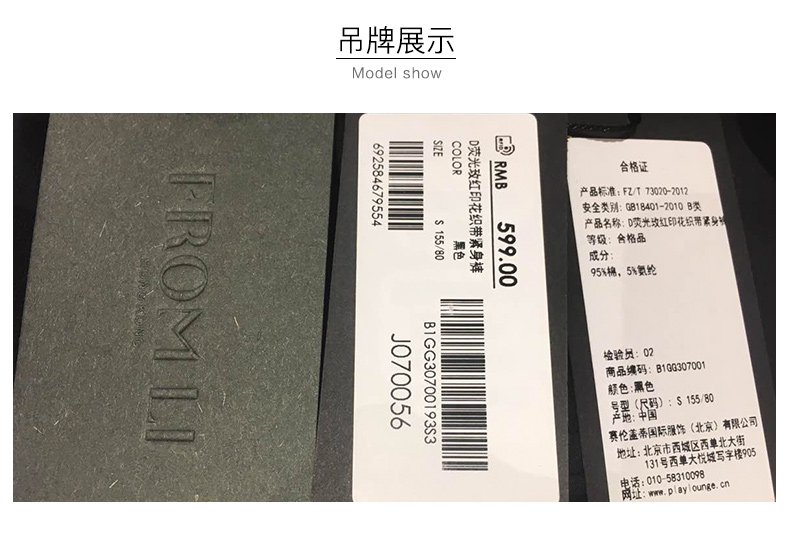 吊牌展示
Model show
FROM LI
RMB 599.00
D荧光玫红印花织带紧身裤
COLOR 黑色
SIZE S 155/80
692584679554
B1GG30700193S3
J070056
合格证
产品标准: FZ/T 73020-2012
安全类别: GB18401-2010 B类
产品名称: D荧光玫红印花织带紧身裤
等级: 合格品
成分:
95%棉, 5%氨纶
检验员: 02
商品编码: B1GG307001
颜色:黑色
号型(尺码): S 155/80
产地: 中国
赛伦盖蒂国际服饰(北京)有限公司
地址: 北京市西城区西单北大街
131号西单大悦城写字楼905
电话:010-58310098
网址:www.playlounge.cn